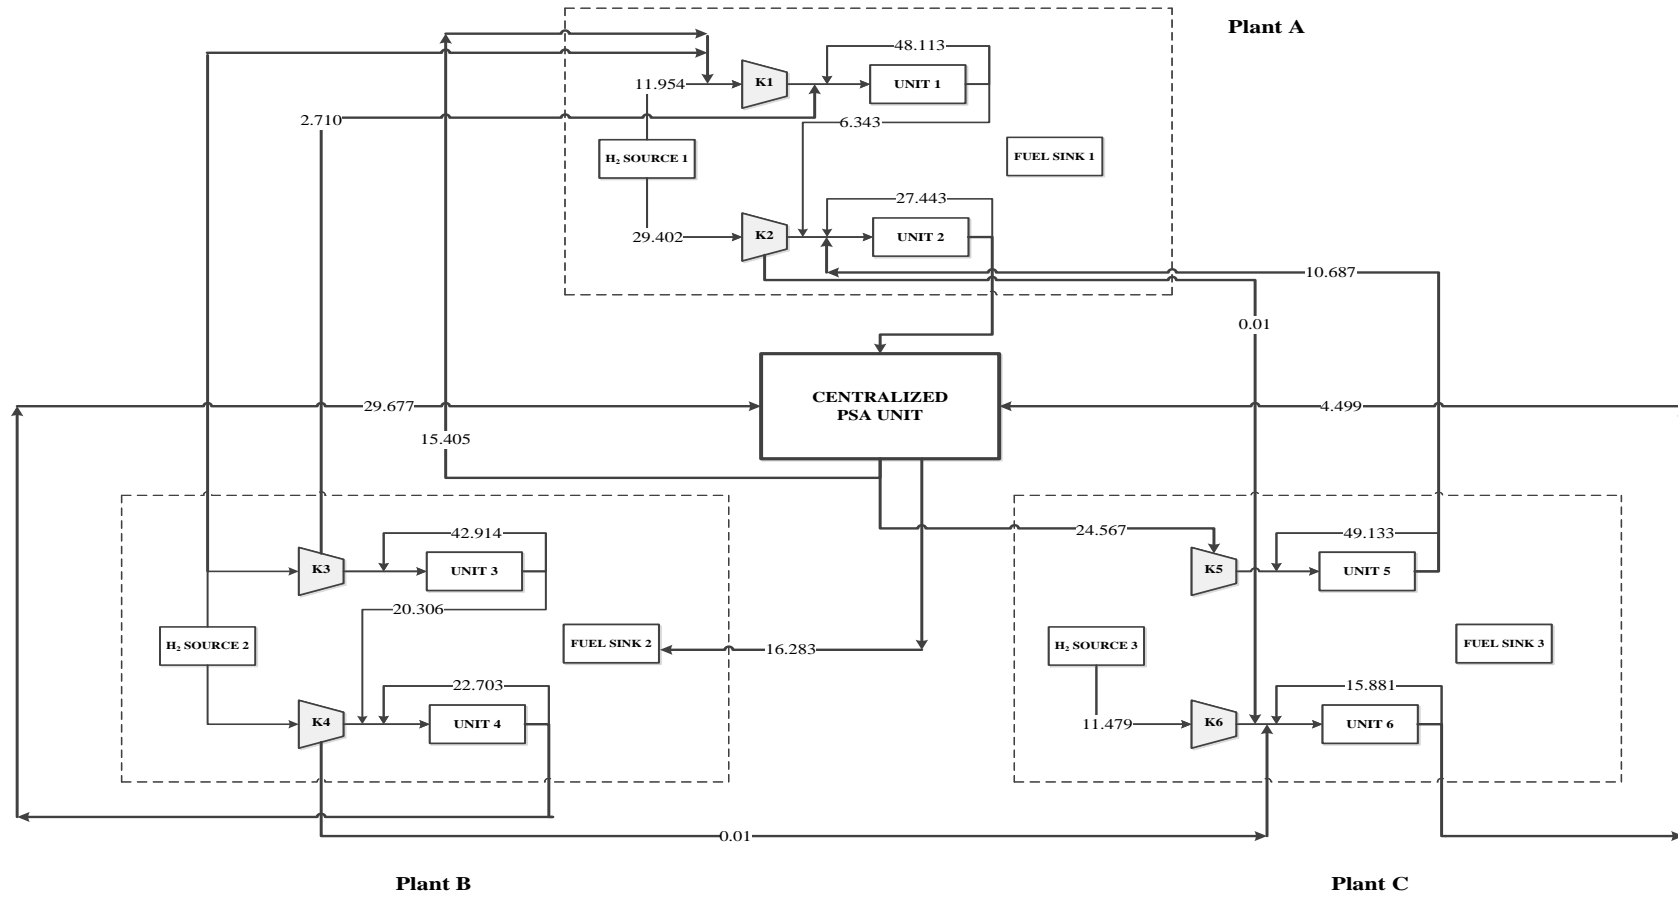 Plant A
48.113
11.954
K1
UNIT 1
2.710
6.343
H₂ SOURCE 1
FUEL SINK 1
27.443
29.402
K2
UNIT 2
10.687
0.01
CENTRALIZED
PSA UNIT
29.677
4.499
15.405
24.567
42.914
K3
UNIT 3
20.306
H₂ SOURCE 2
FUEL SINK 2
16.283
22.703
K4
UNIT 4
49.133
K5
UNIT 5
H₂ SOURCE 3
FUEL SINK 3
15.881
11.479
K6
UNIT 6
0.01
Plant B
Plant C